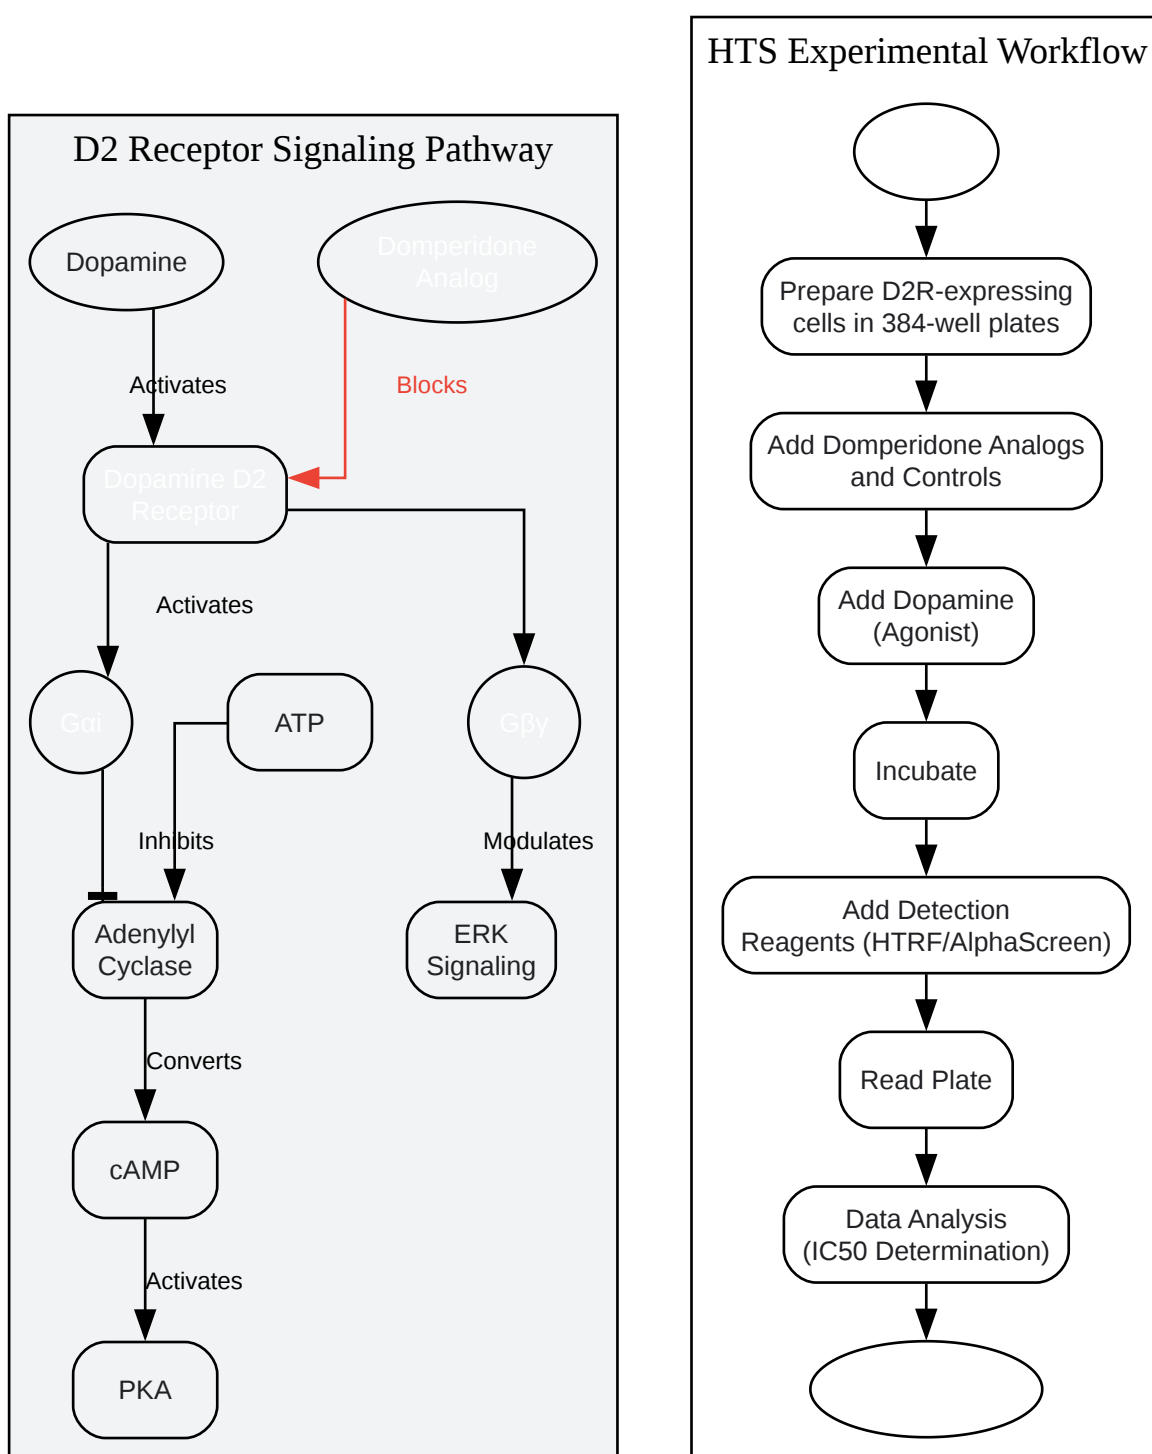 D2 Receptor Signaling Pathway
Dopamine
Domperidone
Analog
Activates
Blocks
Dopamine D2
Receptor
Activates
Gαi
ATP
Gβγ
Inhibits
Modulates
Adenylyl
Cyclase
ERK
Signaling
Converts
cAMP
Activates
PKA
HTS Experimental Workflow
Prepare D2R-expressing
cells in 384-well plates
Add Domperidone Analogs
and Controls
Add Dopamine
(Agonist)
Incubate
Add Detection
Reagents (HTRF/AlphaScreen)
Read Plate
Data Analysis
(IC50 Determination)